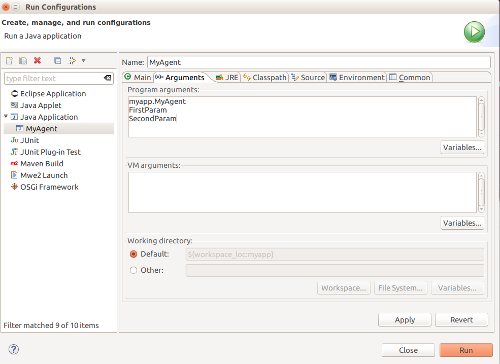 Run Configurations
Create, manage, and run configurations
Run a Java application
type filter text
Eclipse Application
Java Applet
Java Application
MyAgent
JUnit
JUnit Plug-in Test
Maven Build
Mwe2 Launch
OSGi Framework
Filter matched 9 of 10 items
Name: MyAgent
Main Arguments JRE Classpath Source Environment Common
Program arguments:
myapp.MyAgent
FirstParam
SecondParam
Variables...
VM arguments:
Variables...
Working directory:
Default: ${workspace_loc:myapp}
Other:
Workspace... File System... Variables...
Apply Revert
Close Run